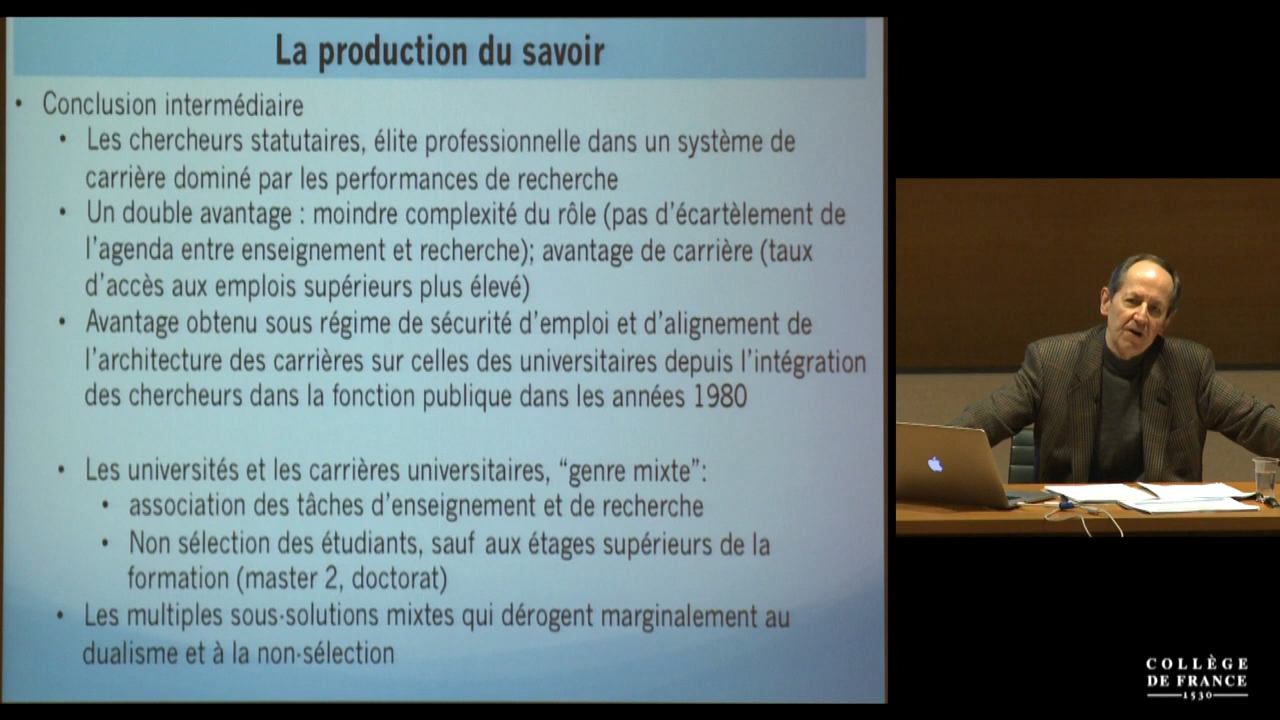 La production du savoir
• Conclusion intermédiaire
• Les chercheurs statutaires, élite professionnelle dans un système de
carrière dominé par les performances de recherche
• Un double avantage : moindre complexité du rôle (pas d'écartèlement de
l'agenda entre enseignement et recherche); avantage de carrière (taux
d'accès aux emplois supérieurs plus élevé)
• Avantage obtenu sous régime de sécurité d'emploi et d'alignement de
l'architecture des carrières sur celles des universitaires depuis l'intégration
des chercheurs dans la fonction publique dans les années 1980
• Les universités et les carrières universitaires, “genre mixte”:
• association des tâches d'enseignement et de recherche
• Non sélection des étudiants, sauf aux étages supérieurs de la
formation (master 2, doctorat)
• Les multiples sous-solutions mixtes qui dérogent marginalement au
dualisme et à la non-sélection
COLLÈGE
DE FRANCE
1530